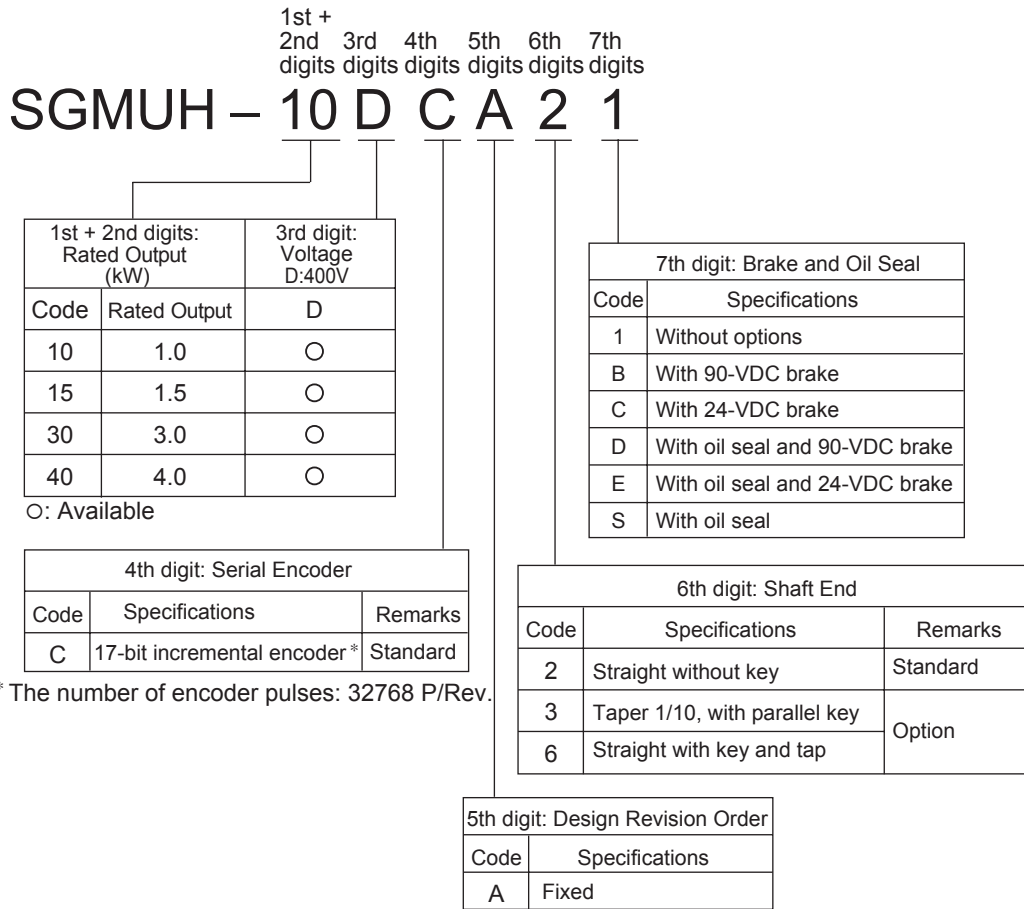 1st +
2nd 3rd 4th 5th 6th 7th
digits digits digits digits digits digits
SGMUH – 10 D C A 2 1
1st + 2nd digits:
Rated Output
(kW)
3rd digit:
Voltage
D:400V
Code Rated Output D
10 1.0 ○
15 1.5 ○
30 3.0 ○
40 4.0 ○
○: Available
7th digit: Brake and Oil Seal
Code Specifications
1 Without options
B With 90-VDC brake
C With 24-VDC brake
D With oil seal and 90-VDC brake
E With oil seal and 24-VDC brake
S With oil seal
4th digit: Serial Encoder
Code Specifications Remarks
C 17-bit incremental encoder* Standard
* The number of encoder pulses: 32768 P/Rev.
6th digit: Shaft End
Code Specifications Remarks
2 Straight without key Standard
3 Taper 1/10, with parallel key
Option
6 Straight with key and tap
5th digit: Design Revision Order
Code Specifications
A Fixed